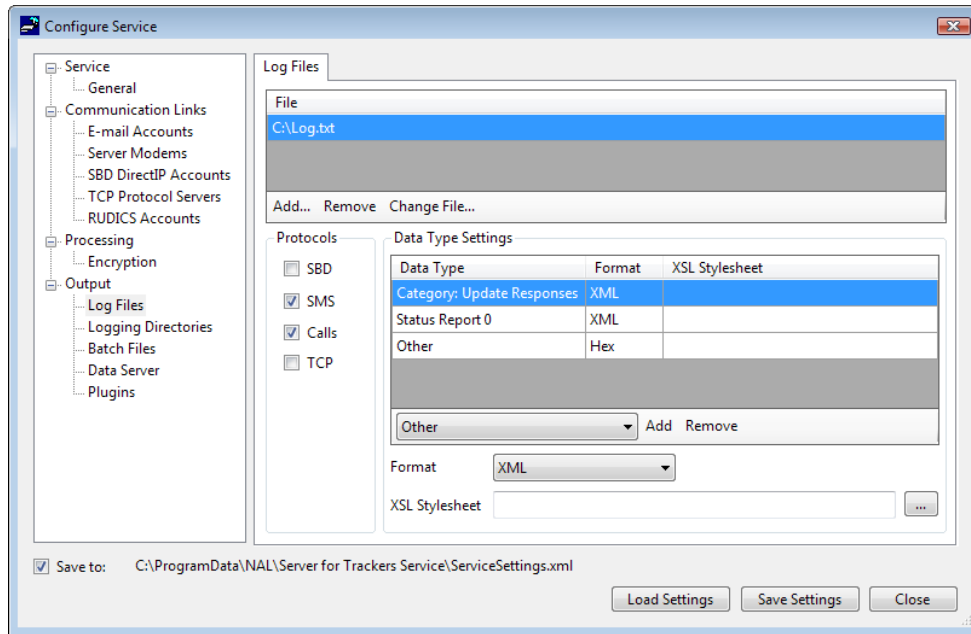 Configure Service
Service
General
Communication Links
E-mail Accounts
Server Modems
SBD DirectIP Accounts
TCP Protocol Servers
RUDICS Accounts
Processing
Encryption
Output
Log Files
Logging Directories
Batch Files
Data Server
Plugins
Log Files
File
C:\Log.txt
Add... Remove Change File...
Protocols
SBD
SMS
Calls
TCP
Data Type Settings
Data Type Format XSL Stylesheet
Category: Update Responses XML
Status Report 0 XML
Other Hex
Other Add Remove
Format XML
XSL Stylesheet ...
Save to: C:\ProgramData\NAL\Server for Trackers Service\ServiceSettings.xml
Load Settings Save Settings Close